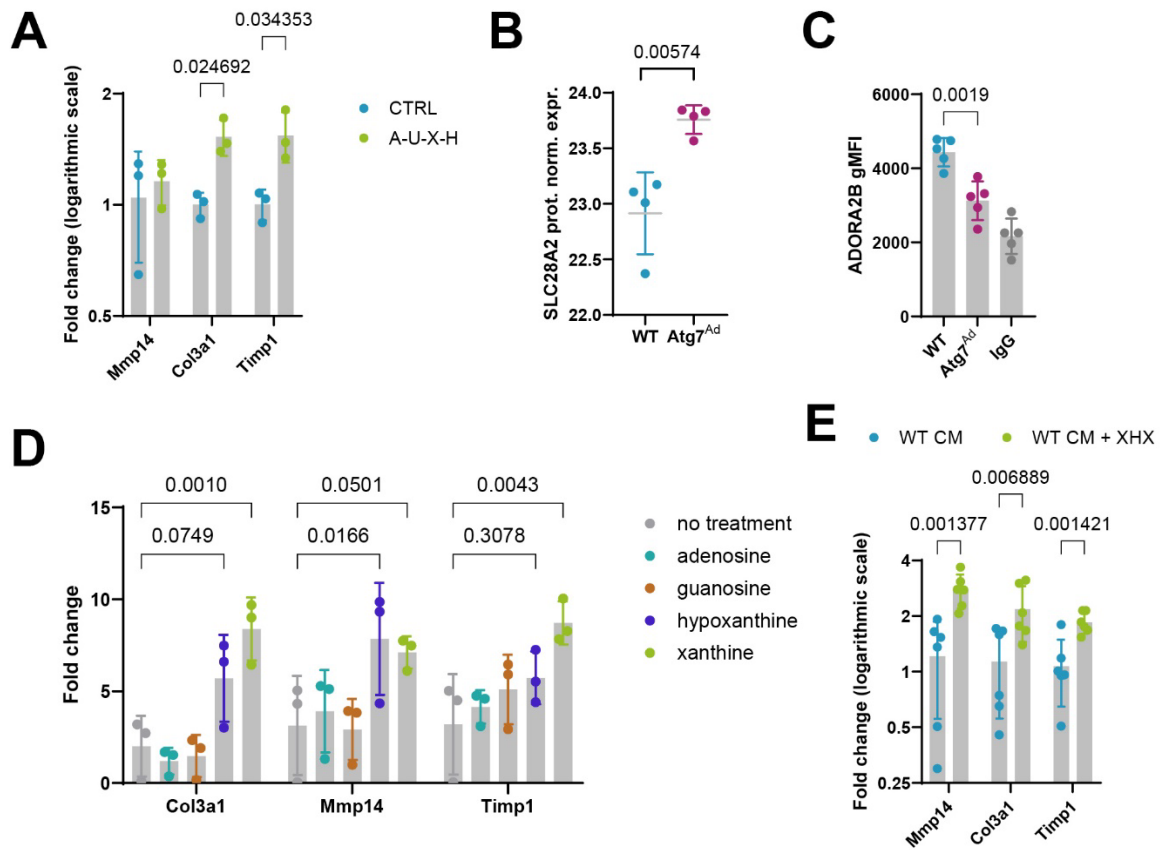 A
0.034353
0.024692
Fold change (logarithmic scale)
2
1
0.5
Mmp14
Col3a1
Timp1
CTRL
A-U-X-H
B
0.00574
SLC28A2 prot. norm. expr.
24.0
23.5
23.0
22.5
22.0
WT
Atg7Ad
C
0.0019
ADORA2B gMFI
6000
4000
2000
0
WT
Atg7Ad
IgG
D
0.0010
0.0501
0.0043
0.0749
0.0166
0.3078
Fold change
15
10
5
0
Col3a1
Mmp14
Timp1
no treatment
adenosine
guanosine
hypoxanthine
xanthine
E
WT CM
WT CM + XHX
0.006889
0.001377
0.001421
Fold change (logarithmic scale)
4
2
1
0.5
0.25
Mmp14
Col3a1
Timp1